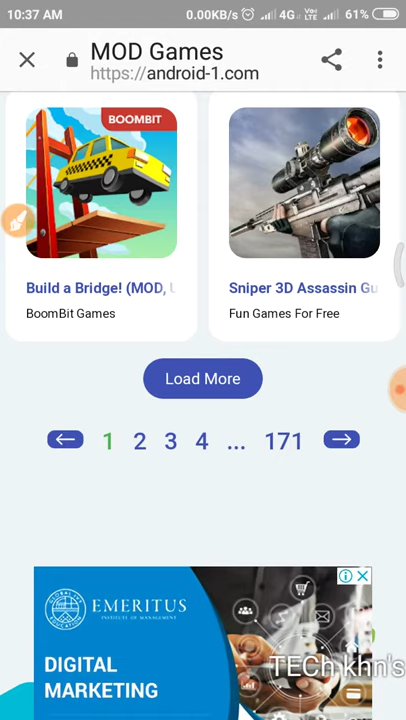 10:37 AM 0.00KB/s 4G Vo) LTE 61%
MOD Games
https://android-1.com
BOOMBIT
Build a Bridge! (MOD,
Sniper 3D Assassin Gu
BoomBit Games
Fun Games For Free
Load More
1 2 3 4 ... 171
EMERITUS
INSTITUTE OF MANAGEMENT
DIGITAL
MARKETING
TECh khn's